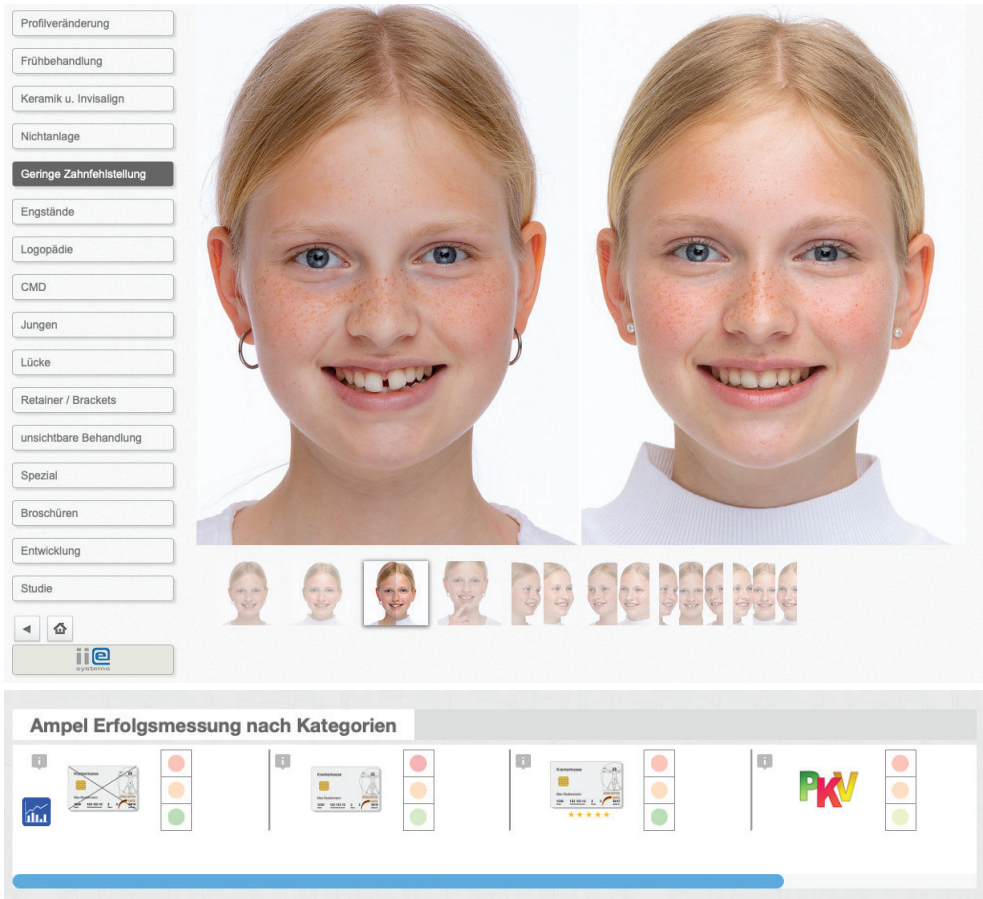 Profilveränderung
Frühbehandlung
Keramik u. Invisalign
Nichtanlage
Geringe Zahnfehlstellung
Engstände
Logopädie
CMD
Jungen
Lücke
Retainer / Brackets
unsichtbare Behandlung
Spezial
Broschüren
Entwicklung
Studie
ii@
systems
Ampel Erfolgsmessung nach Kategorien
Krankenkasse
Krankenkasse
Krankenkasse
PKV